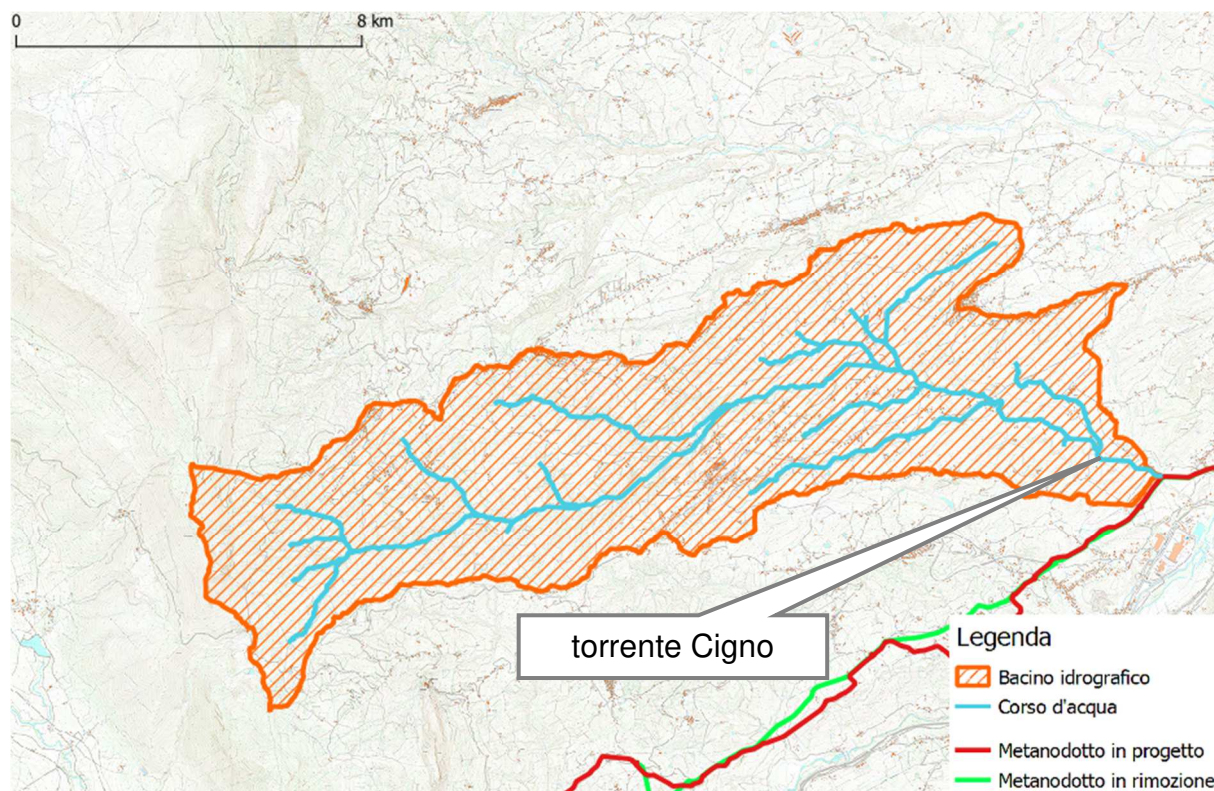 0 8 km
torrente Cigno
Legenda
Bacino idrografico
Corso d'acqua
Metanodotto in progetto
Metanodotto in rimozione